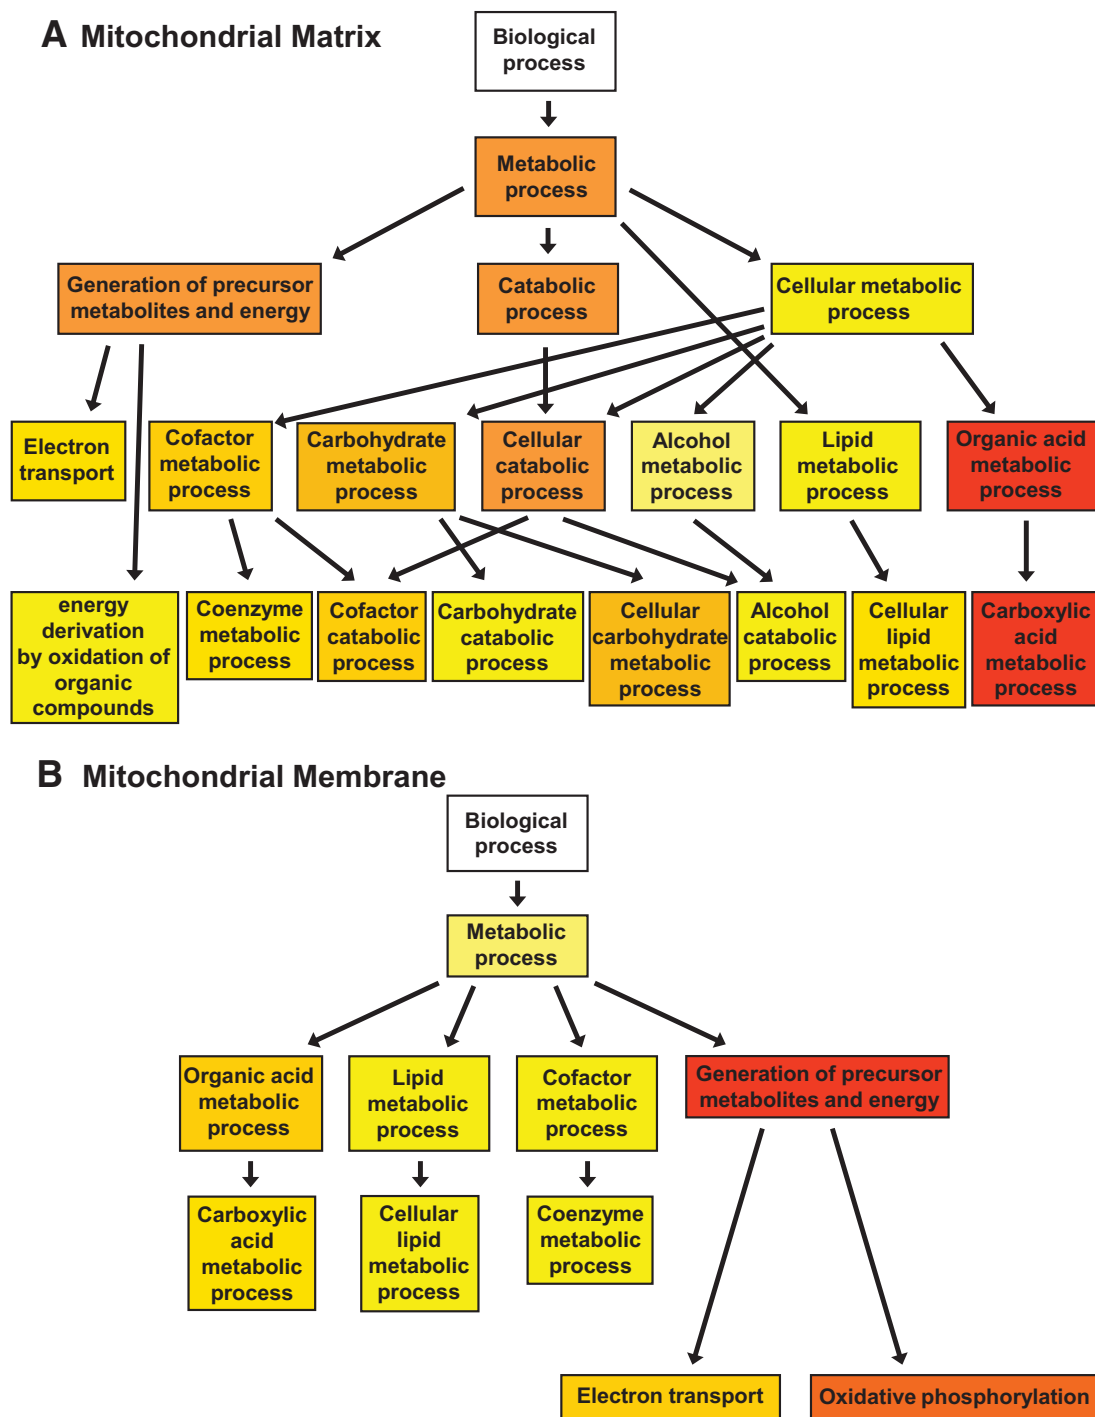 A Mitochondrial Matrix
Biological
process
Metabolic
process
Generation of precursor
metabolites and energy
Catabolic
process
Cellular metabolic
process
Electron
transport
Cofactor
metabolic
process
Carbohydrate
metabolic
process
Cellular
catabolic
process
Alcohol
metabolic
process
Lipid
metabolic
process
Organic acid
metabolic
process
energy
derivation
by oxidation of
organic
compounds
Coenzyme
metabolic
process
Cofactor
catabolic
process
Carbohydrate
catabolic
process
Cellular
carbohydrate
metabolic
process
Alcohol
catabolic
process
Cellular
lipid
metabolic
process
Carboxylic
acid
metabolic
process
B Mitochondrial Membrane
Biological
process
Metabolic
process
Organic acid
metabolic
process
Lipid
metabolic
process
Cofactor
metabolic
process
Generation of precursor
metabolites and energy
Carboxylic
acid
metabolic
process
Cellular
lipid
metabolic
process
Coenzyme
metabolic
process
Electron transport
Oxidative phosphorylation